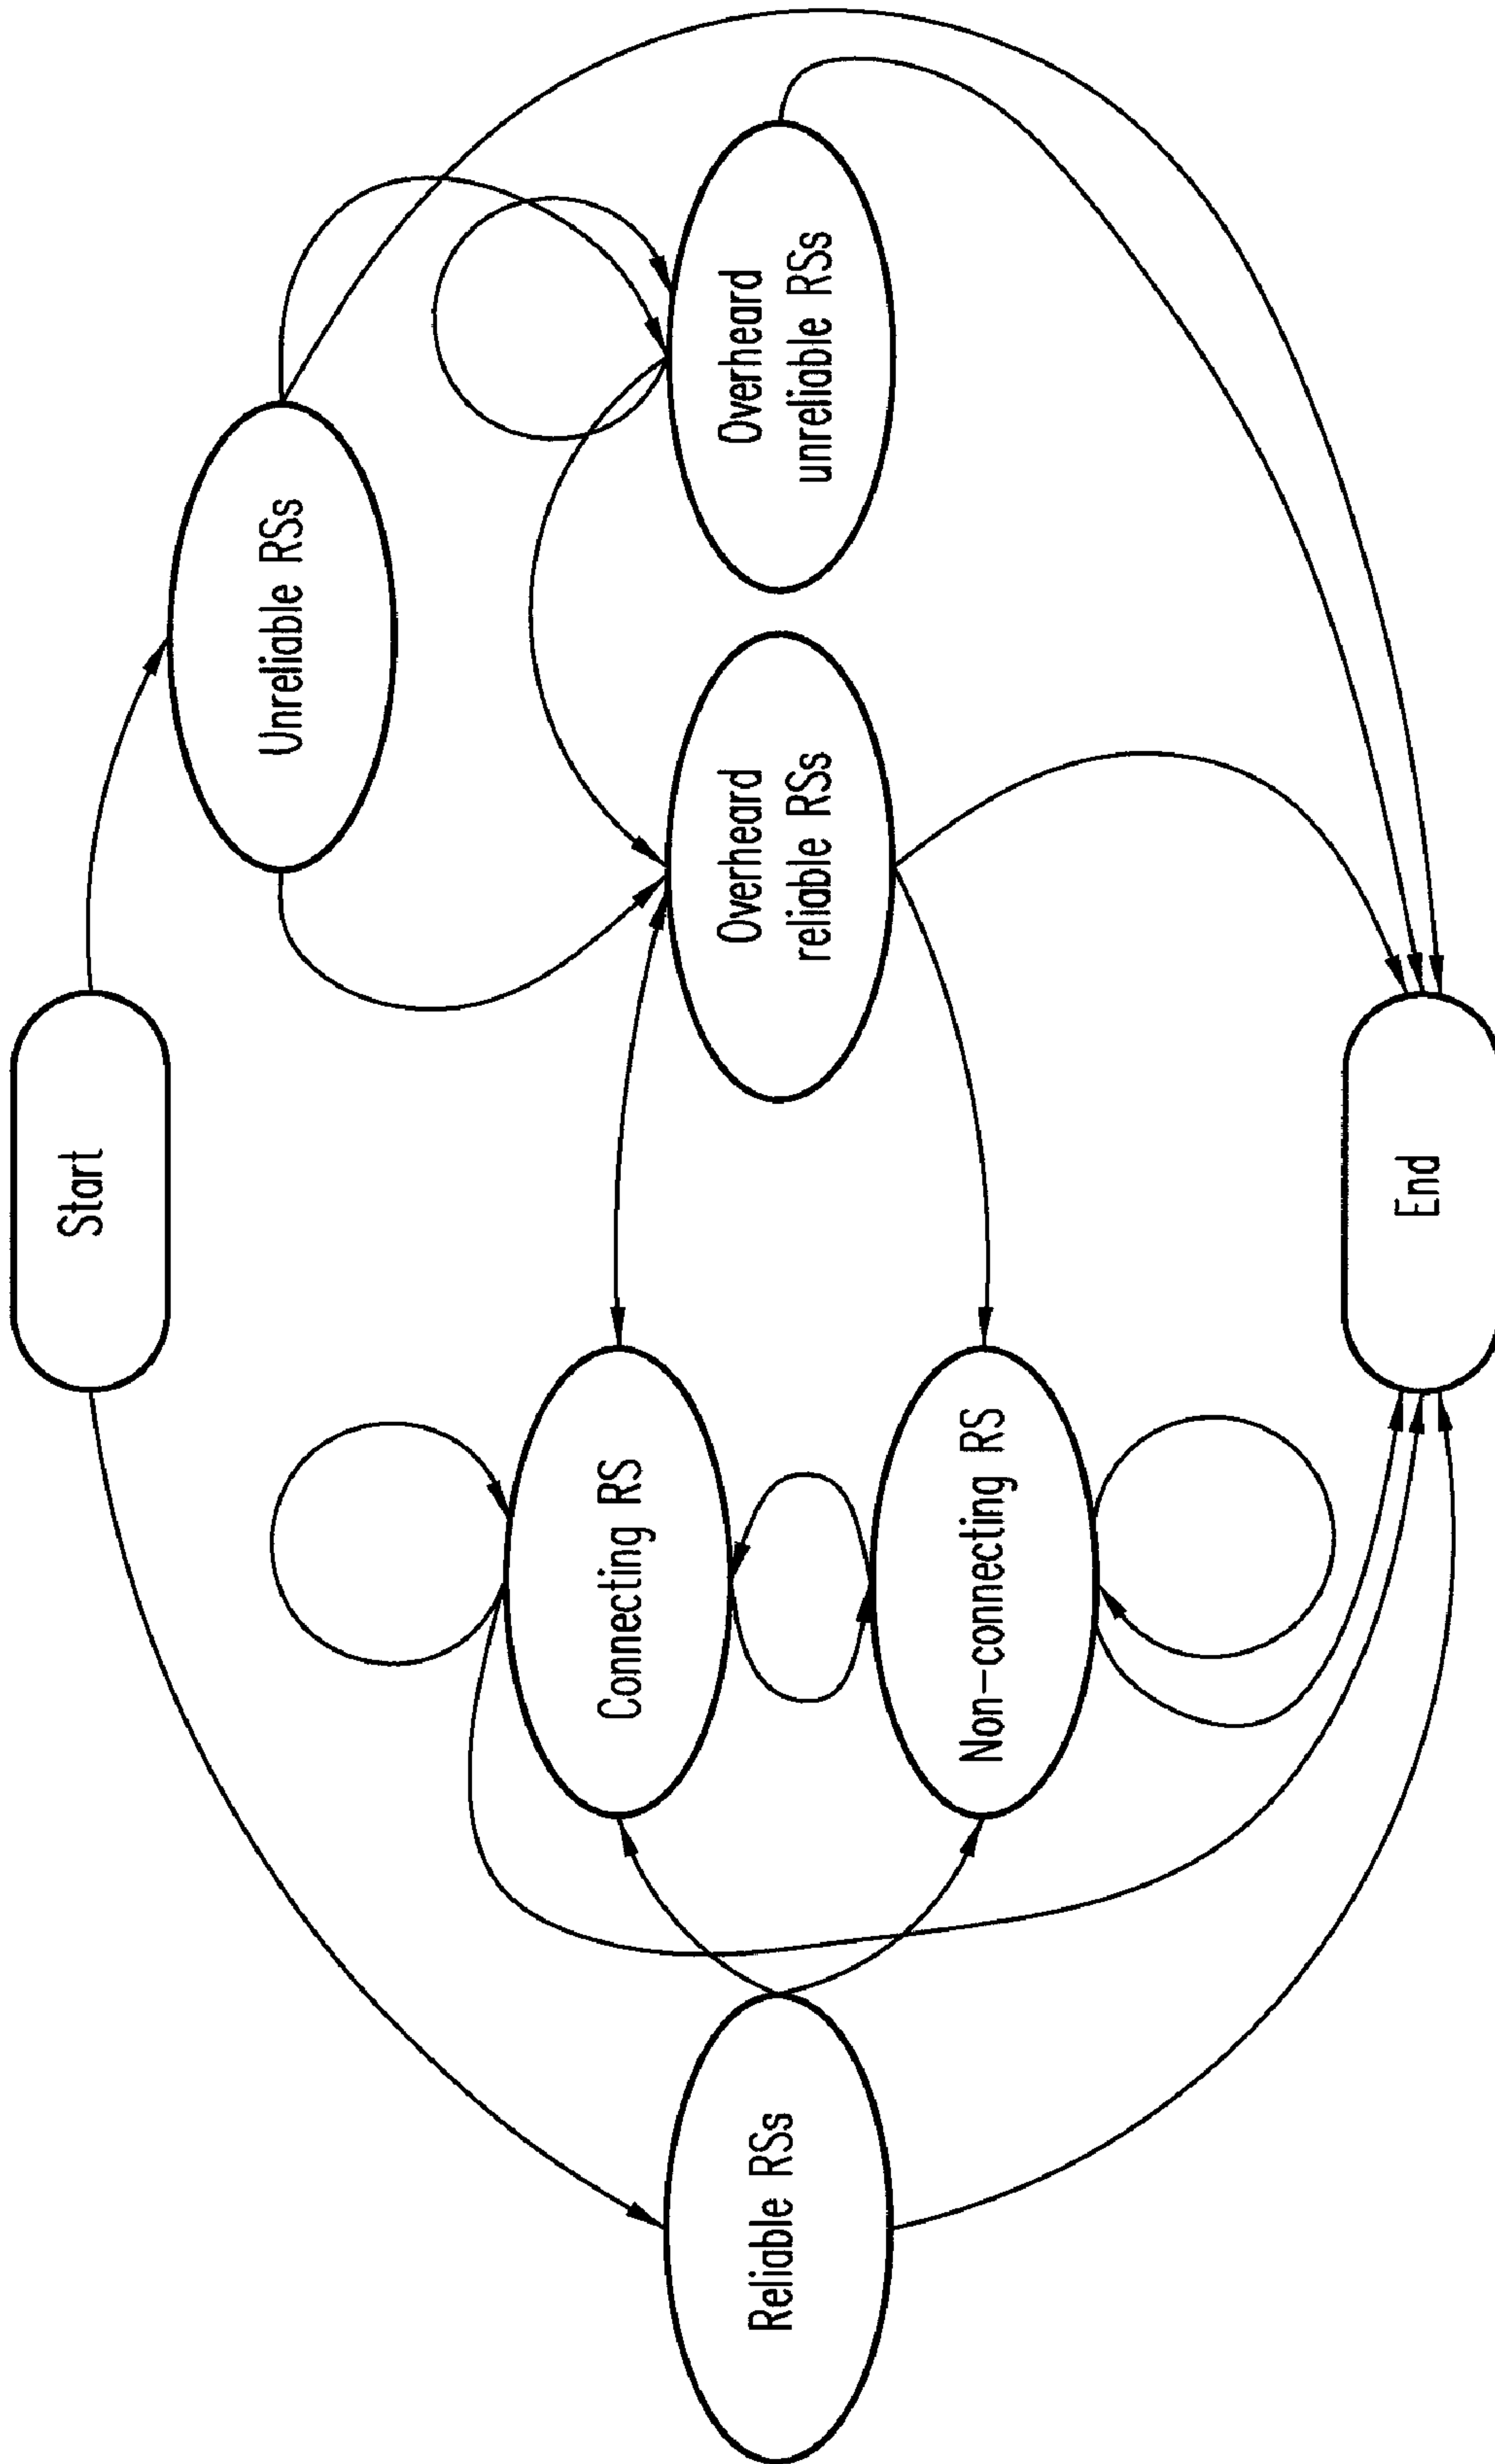 Start
Unreliable RSs
Connecting RS
Reliable RSs
Overheard
reliable RSs
Overheard
unreliable RSs
Non-connecting RS
End